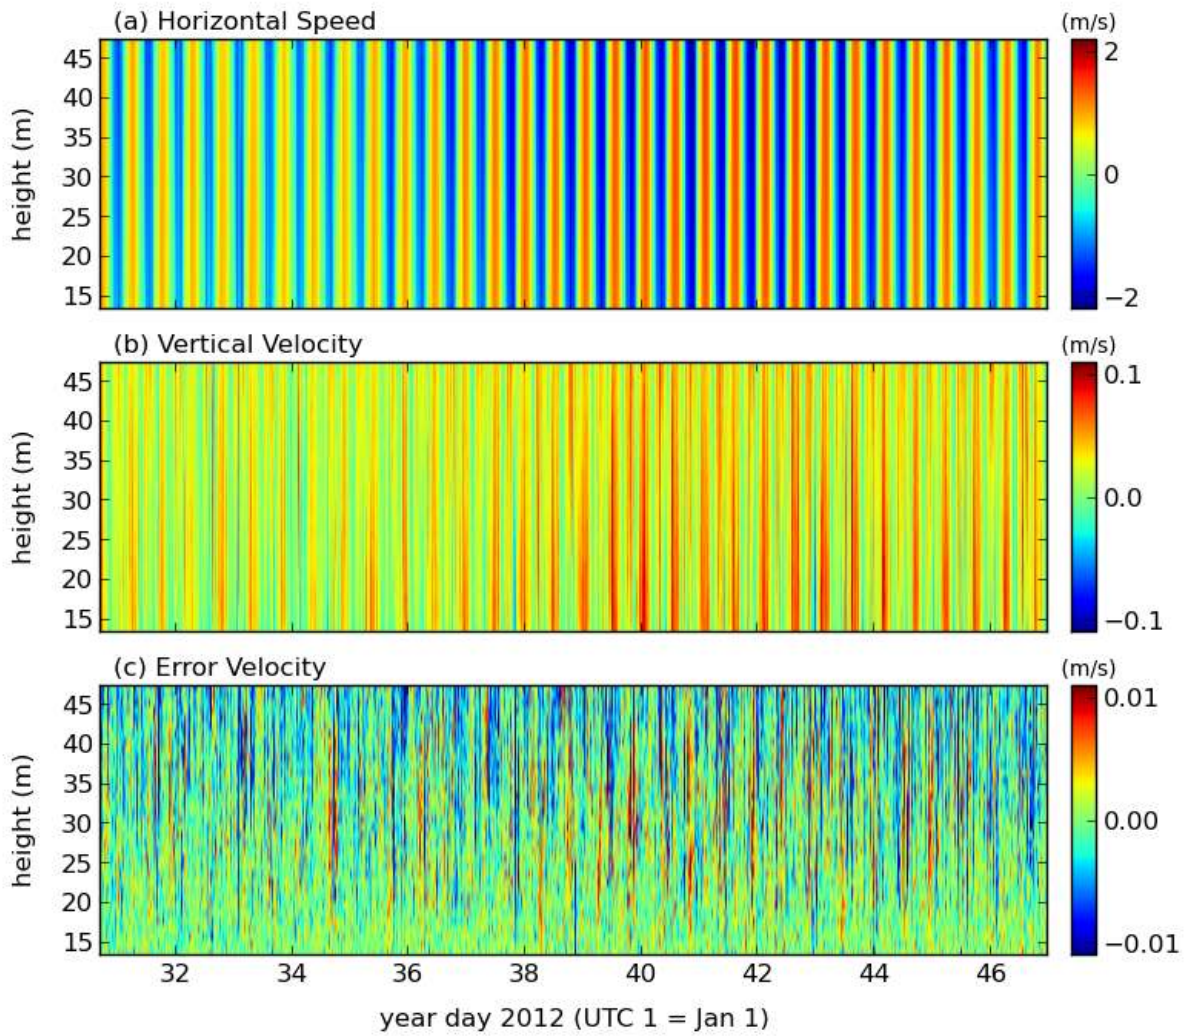 (a) Horizontal Speed
(m/s)
45
40
35
30
25
20
15
height (m)
2
0
−2
(b) Vertical Velocity
(m/s)
45
40
35
30
25
20
15
height (m)
0.1
0.0
−0.1
(c) Error Velocity
(m/s)
45
40
35
30
25
20
15
height (m)
0.01
0.00
−0.01
32 34 36 38 40 42 44 46
year day 2012 (UTC 1 = Jan 1)